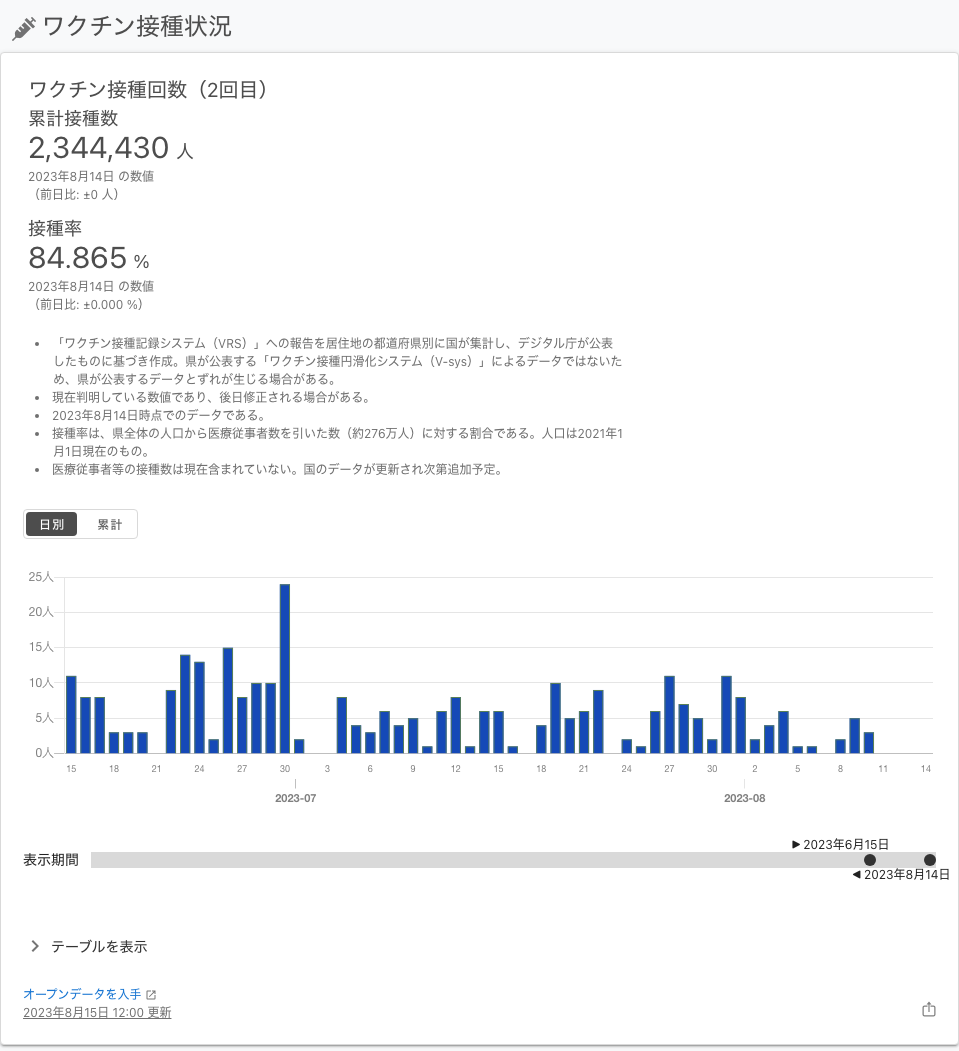 ワクチン接種状況
ワクチン接種回数（2回目）
累計接種数
2,344,430 人
2023年8月14日 の数値
（前日比: ±0 人）
接種率
84.865 %
2023年8月14日 の数値
（前日比: ±0.000 %）
• 「ワクチン接種記録システム（VRS）」への報告を居住地の都道府県別に国が集計し、デジタル庁が公表
したものに基づき作成。県が公表する「ワクチン接種円滑化システム（V-sys）」によるデータではないた
め、県が公表するデータとずれが生じる場合がある。
• 現在判明している数値であり、後日修正される場合がある。
• 2023年8月14日時点でのデータである。
• 接種率は、県全体の人口から医療従事者数を引いた数（約276万人）に対する割合である。人口は2021年1
月1日現在のもの。
• 医療従事者等の接種数は現在含まれていない。国のデータが更新され次第追加予定。
日別 累計
25人
20人
15人
10人
5人
0人
15 18 21 24 27 30 3 6 9 12 15 18 21 24 27 30 2 5 8 11 14
2023-07 2023-08
▶ 2023年6月15日
表示期間
◀ 2023年8月14日
テーブルを表示
オープンデータを入手
2023年8月15日 12:00 更新